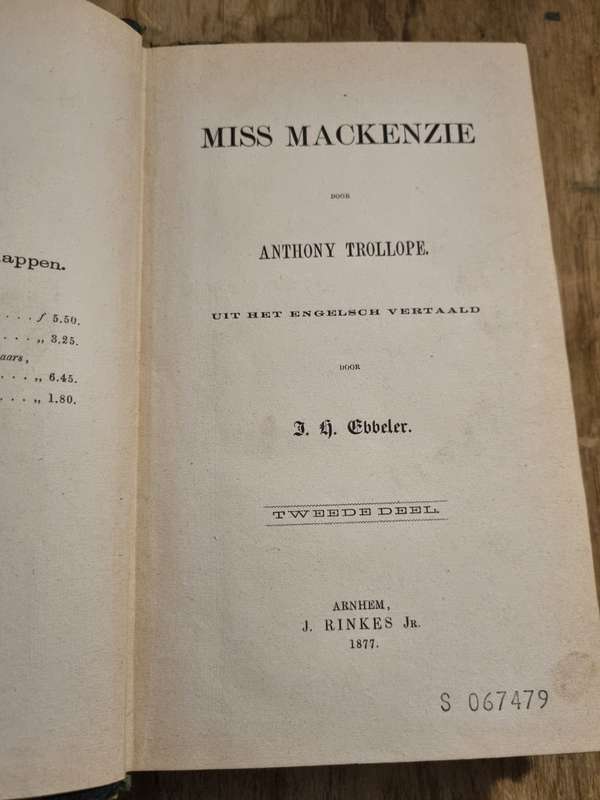 appen.
. . . ƒ 5.50.
. . . „ 3.25.
aars,
. . . „ 6.45.
. . . „ 1.80.
MISS MACKENZIE
DOOR
ANTHONY TROLLOPE.
UIT HET ENGELSCH VERTAALD
DOOR
J. H. Ebbeler.
TWEEDE DEEL.
ARNHEM,
J. RINKES JR.
1877.
S 067479